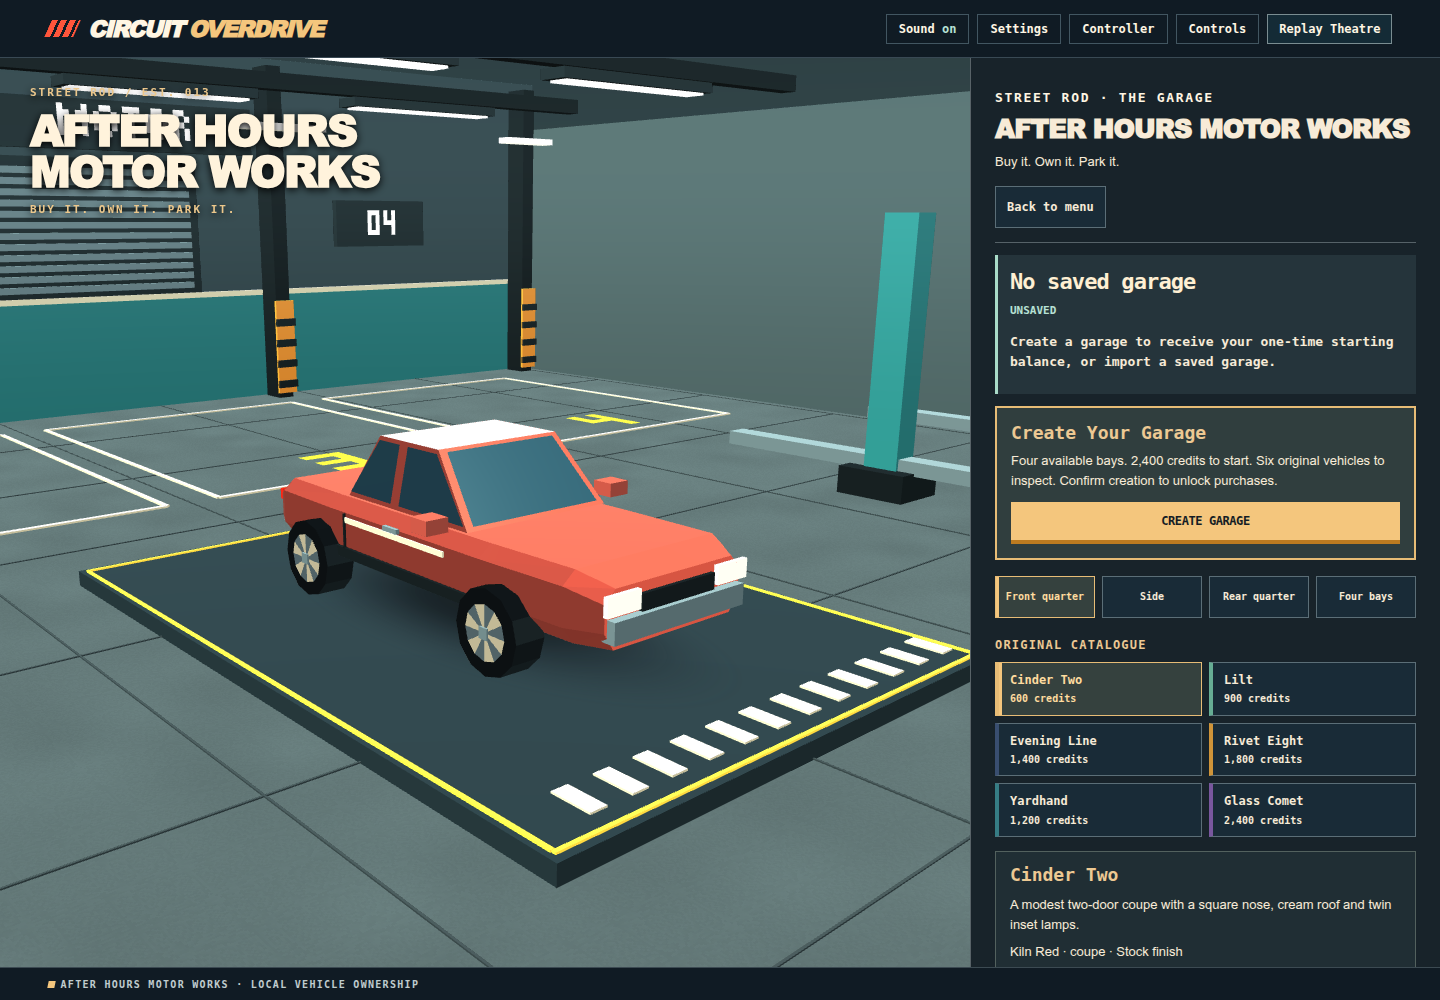 CIRCUIT OVERDRIVE
Sound on
Settings
Controller
Controls
Replay Theatre
STREET ROD / EST. 013
AFTER HOURS
MOTOR WORKS
BUY IT. OWN IT. PARK IT.
04
3
4
STREET ROD · THE GARAGE
AFTER HOURS MOTOR WORKS
Buy it. Own it. Park it.
Back to menu
No saved garage
UNSAVED
Create a garage to receive your one-time starting
balance, or import a saved garage.
Create Your Garage
Four available bays. 2,400 credits to start. Six original vehicles to
inspect. Confirm creation to unlock purchases.
CREATE GARAGE
Front quarter
Side
Rear quarter
Four bays
ORIGINAL CATALOGUE
Cinder Two
600 credits
Lilt
900 credits
Evening Line
1,400 credits
Rivet Eight
1,800 credits
Yardhand
1,200 credits
Glass Comet
2,400 credits
Cinder Two
A modest two-door coupe with a square nose, cream roof and twin
inset lamps.
Kiln Red · coupe · Stock finish
AFTER HOURS MOTOR WORKS · LOCAL VEHICLE OWNERSHIP